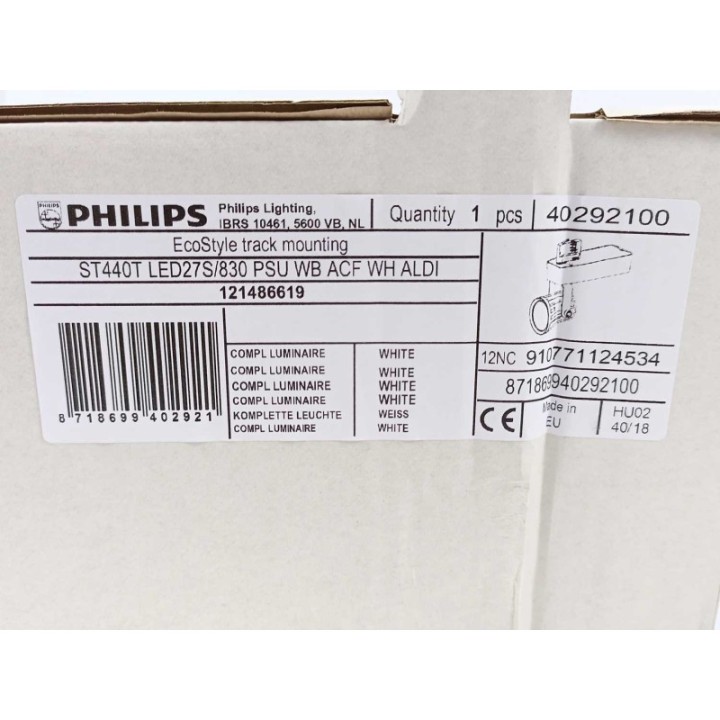 PHILIPS
Philips Lighting,
IBRS 10461, 5600 VB, NL
Quantity 1 pcs
40292100
EcoStyle track mounting
ST440T LED27S/830 PSU WB ACF WH ALDI
121486619
COMPL LUMINAIRE WHITE
COMPL LUMINAIRE WHITE
COMPL LUMINAIRE WHITE
COMPL LUMINAIRE WHITE
KOMPLETTE LEUCHTE WEISS
COMPL LUMINAIRE WHITE
8 718699 402921
12NC 910771124534
871869940292100
CE
Made in
EU
HU02
40/18